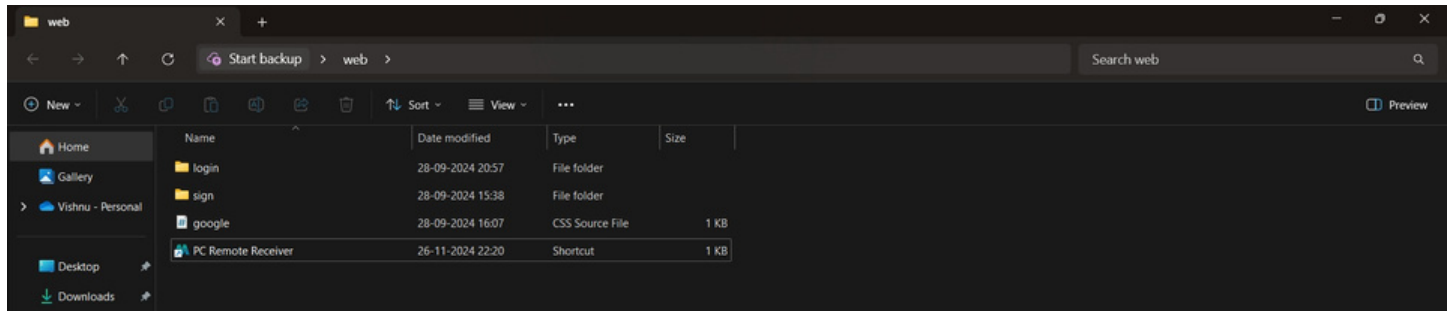 web
Start backup > web >
Search web
New
Sort
View
...
Preview
Home
Gallery
> Vishnu - Personal
Desktop
Downloads
Name Date modified Type Size
login 28-09-2024 20:57 File folder
sign 28-09-2024 15:38 File folder
google 28-09-2024 16:07 CSS Source File 1 KB
PC Remote Receiver 26-11-2024 22:20 Shortcut 1 KB